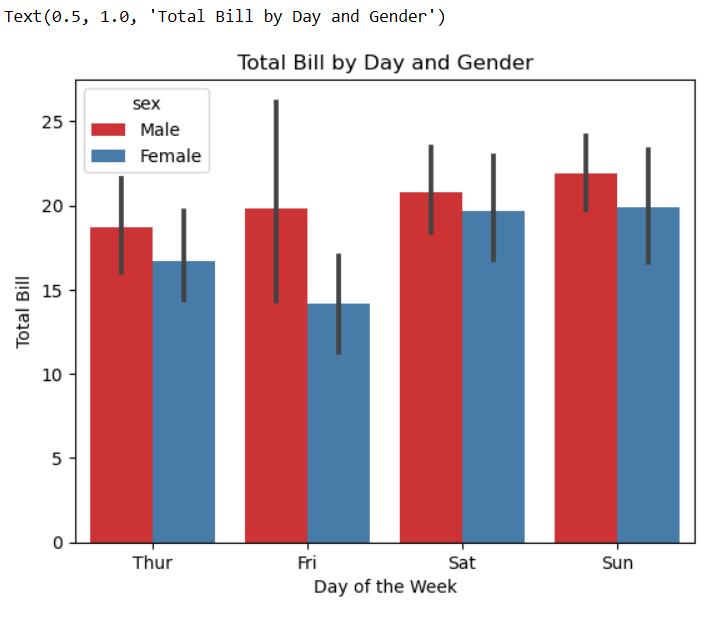 Text(0.5, 1.0, 'Total Bill by Day and Gender')
Total Bill by Day and Gender
sex
Male
Female
25
20
15
10
5
0
Total Bill
Thur Fri Sat Sun
Day of the Week